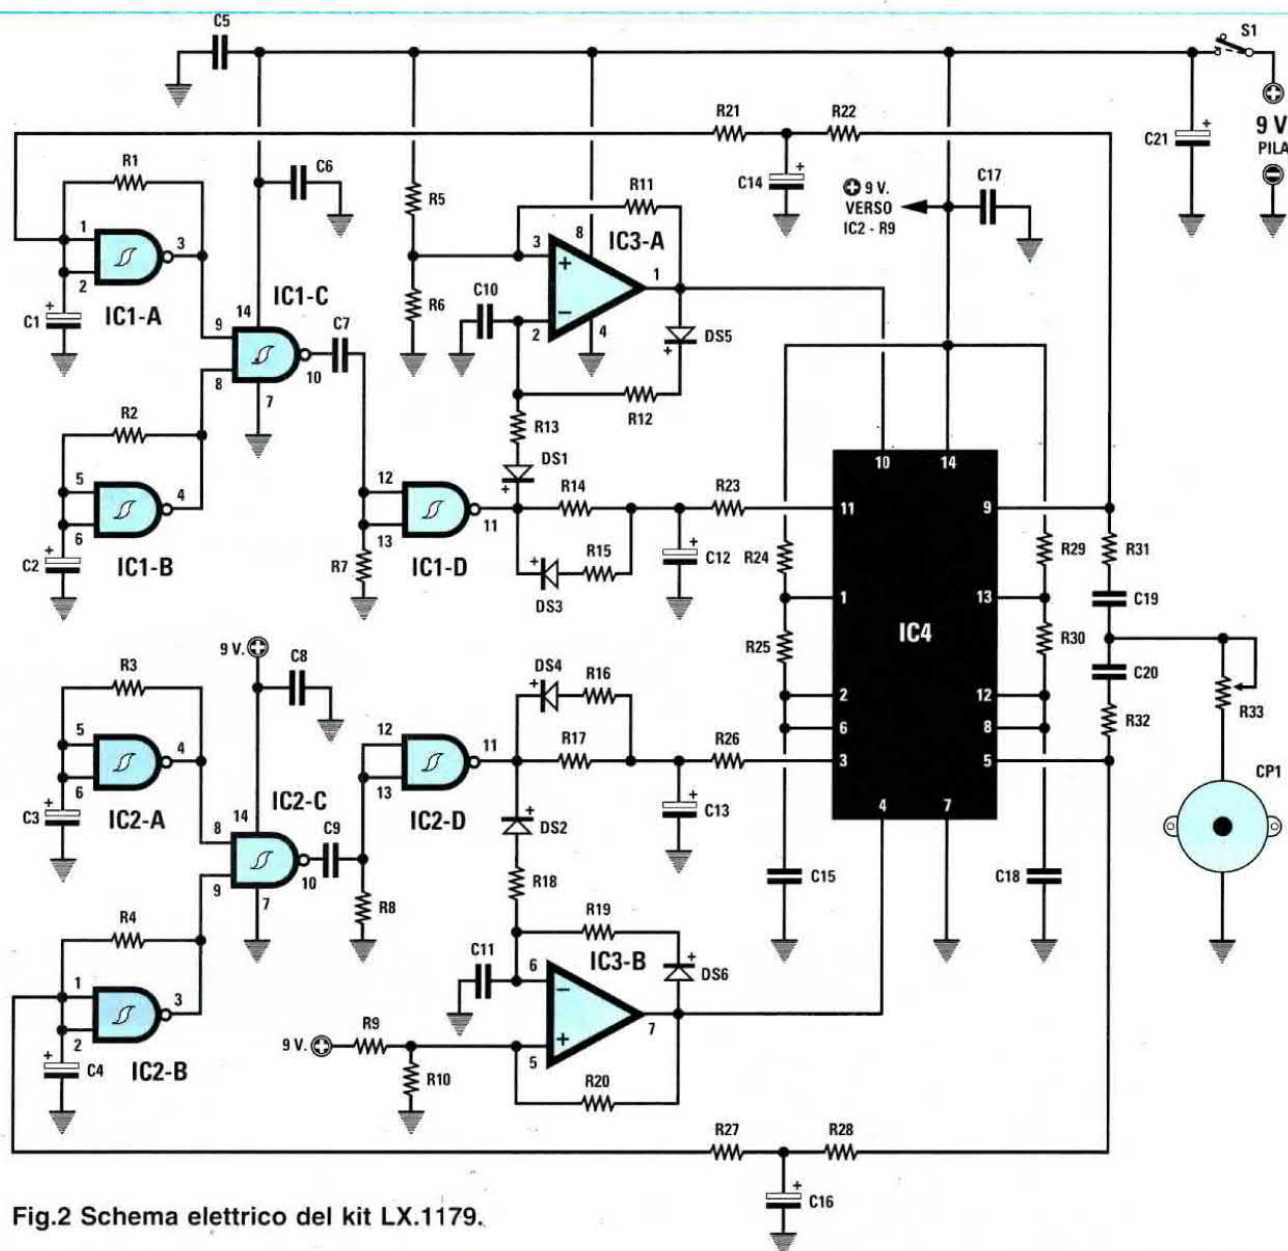 C5
S1
R21
R22
9 V
PILA
R1
C6
C21
C14
R5
R11
9 V.
VERSO
IC2 - R9
C17
1
3
2
IC3-A
8
3
1
C1
IC1-A
IC1-C
14
C7
9
8
10
7
R6
C10
2
4
DS5
R2
R12
R13
5
4
6
C2
IC1-B
DS1
12
13
11
R7
IC1-D
R14
R23
DS3
R15
C12
10
14
11
9
R24
R29
R31
1
13
C19
IC4
R25
R30
2
12
C20
6
8
R32
R33
3
5
4
7
CP1
9 V.
C8
R3
DS4
R16
5
4
6
12
11
13
R17
R26
C3
IC2-A
IC2-C
14
C9
8
9
10
7
IC2-D
DS2
C13
R8
R18
C15
C18
R4
R19
C11
IC3-B
DS6
6
7
5
1
3
2
C4
IC2-B
9 V.
R9
R10
R20
R27
R28
C16
Fig.2 Schema elettrico del kit LX.1179.